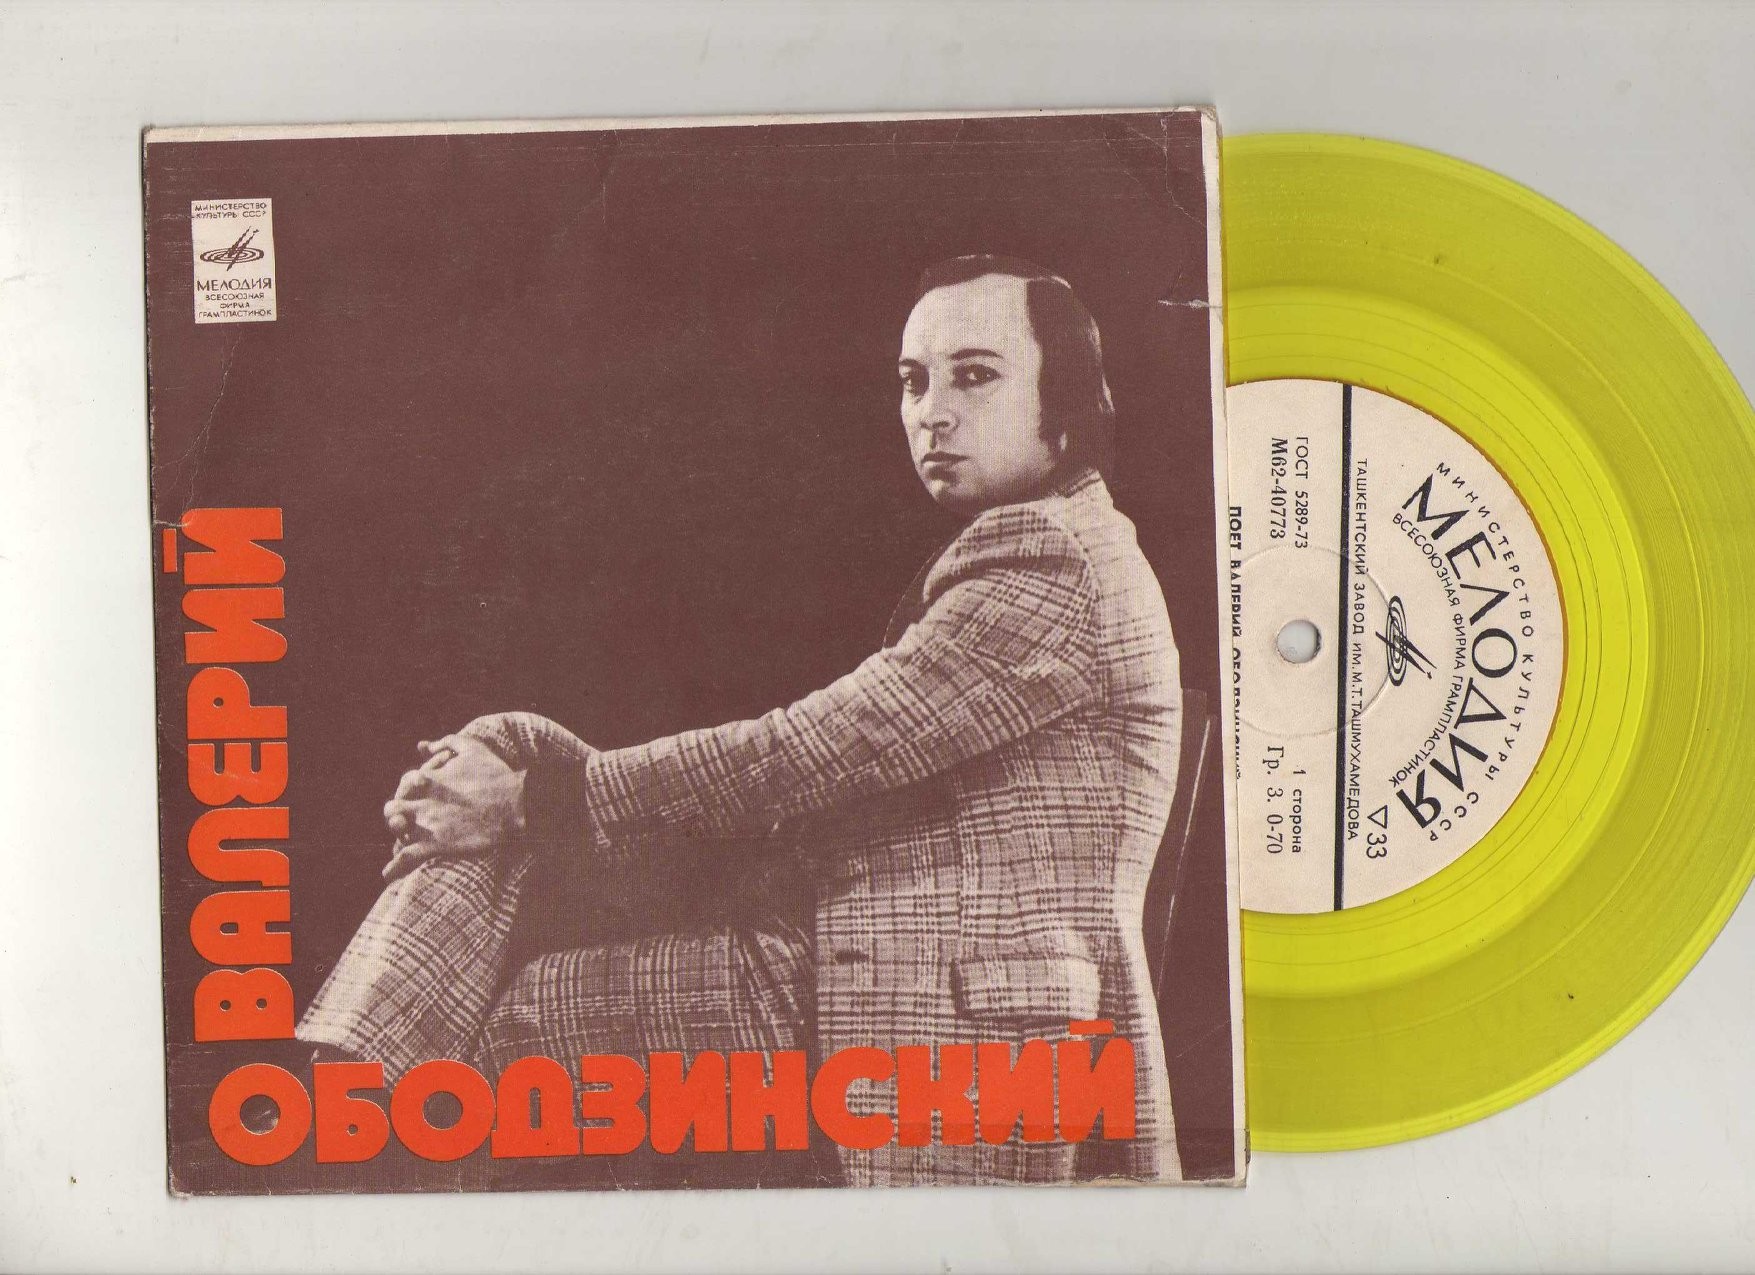 МИНИСТЕРСТВО
КУЛЬТУРЫ СССР
МЕЛОДИЯ
ВСЕСОЮЗНАЯ
ФИРМА
ГРАМПЛАСТИНОК
ВАЛЕРИЙ
ОБОДЗИНСКИЙ
МИНИСТЕРСТВО КУЛЬТУРЫ СССР
МЕЛОДИЯ
ВСЕСОЮЗНАЯ ФИРМА ГРАМПЛАСТИНОК
▽33
ТАШКЕНТСКИЙ ЗАВОД ИМ. М.Т. ТАШМУХАМЕДОВА
ГОСТ 5289-73
1 сторона
М62-40773
Гр. 3. 0-70
ПОЕТ ВАЛЕРИЙ ОБОДЗИНСКИЙ